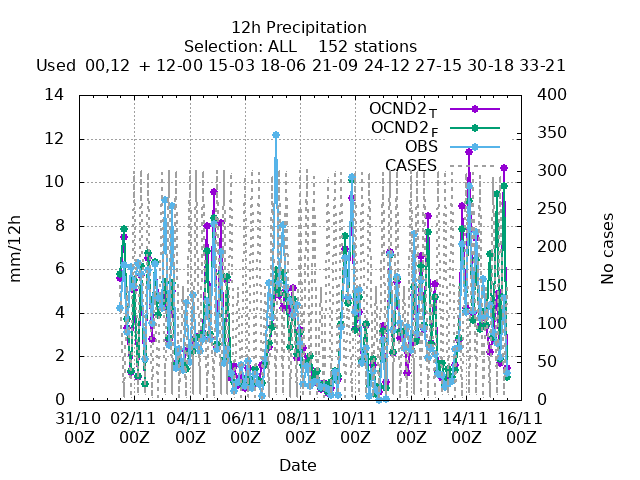 12h Precipitation
Selection: ALL 152 stations
Used 00,12 + 12-00 15-03 18-06 21-09 24-12 27-15 30-18 33-21
14 400
12 350
10 300
8 250
6 200
4 150
2 100
0 50
0
mm/12h
No cases
OCND2 T
OCND2 F
OBS
CASES
31/10 02/11 04/11 06/11 08/11 10/11 12/11 14/11 16/11
00Z 00Z 00Z 00Z 00Z 00Z 00Z 00Z 00Z
Date